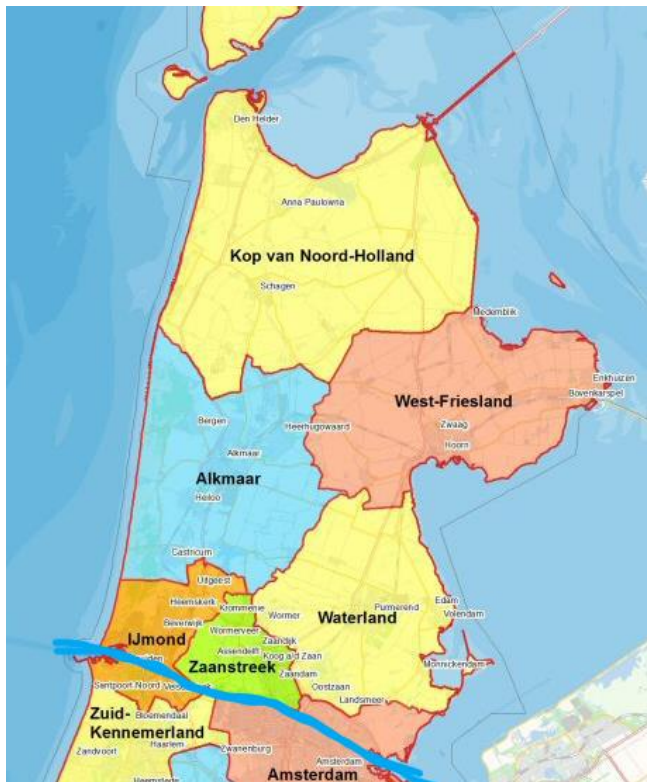 Den Helder
Anna Paulowna
Kop van Noord-Holland
Schagen
Medemblik
Enkhuizen
Bovenkarspel
West-Friesland
Zwaag
Hoorn
Bergen
Heerhugowaard
Alkmaar
Alkmaar
Heiloo
Castricum
Uitgeest
Heemskerk
Krommenie
Wormer
Purmerend
Edam
Volendam
Waterland
Beverwijk
Wormerveer
Zaandijk
IJmond
Assendelft
Koog a/d Zaan
Monnickendam
Zaanstreek
Zaandam
Oostzaan
Landsmeer
Santpoort Noord
Zuid-
Kennemerland
Bloemendaal
Haarlem
Zandvoort
Zwanenburg
Amsterdam
Amsterdam
Heemstede